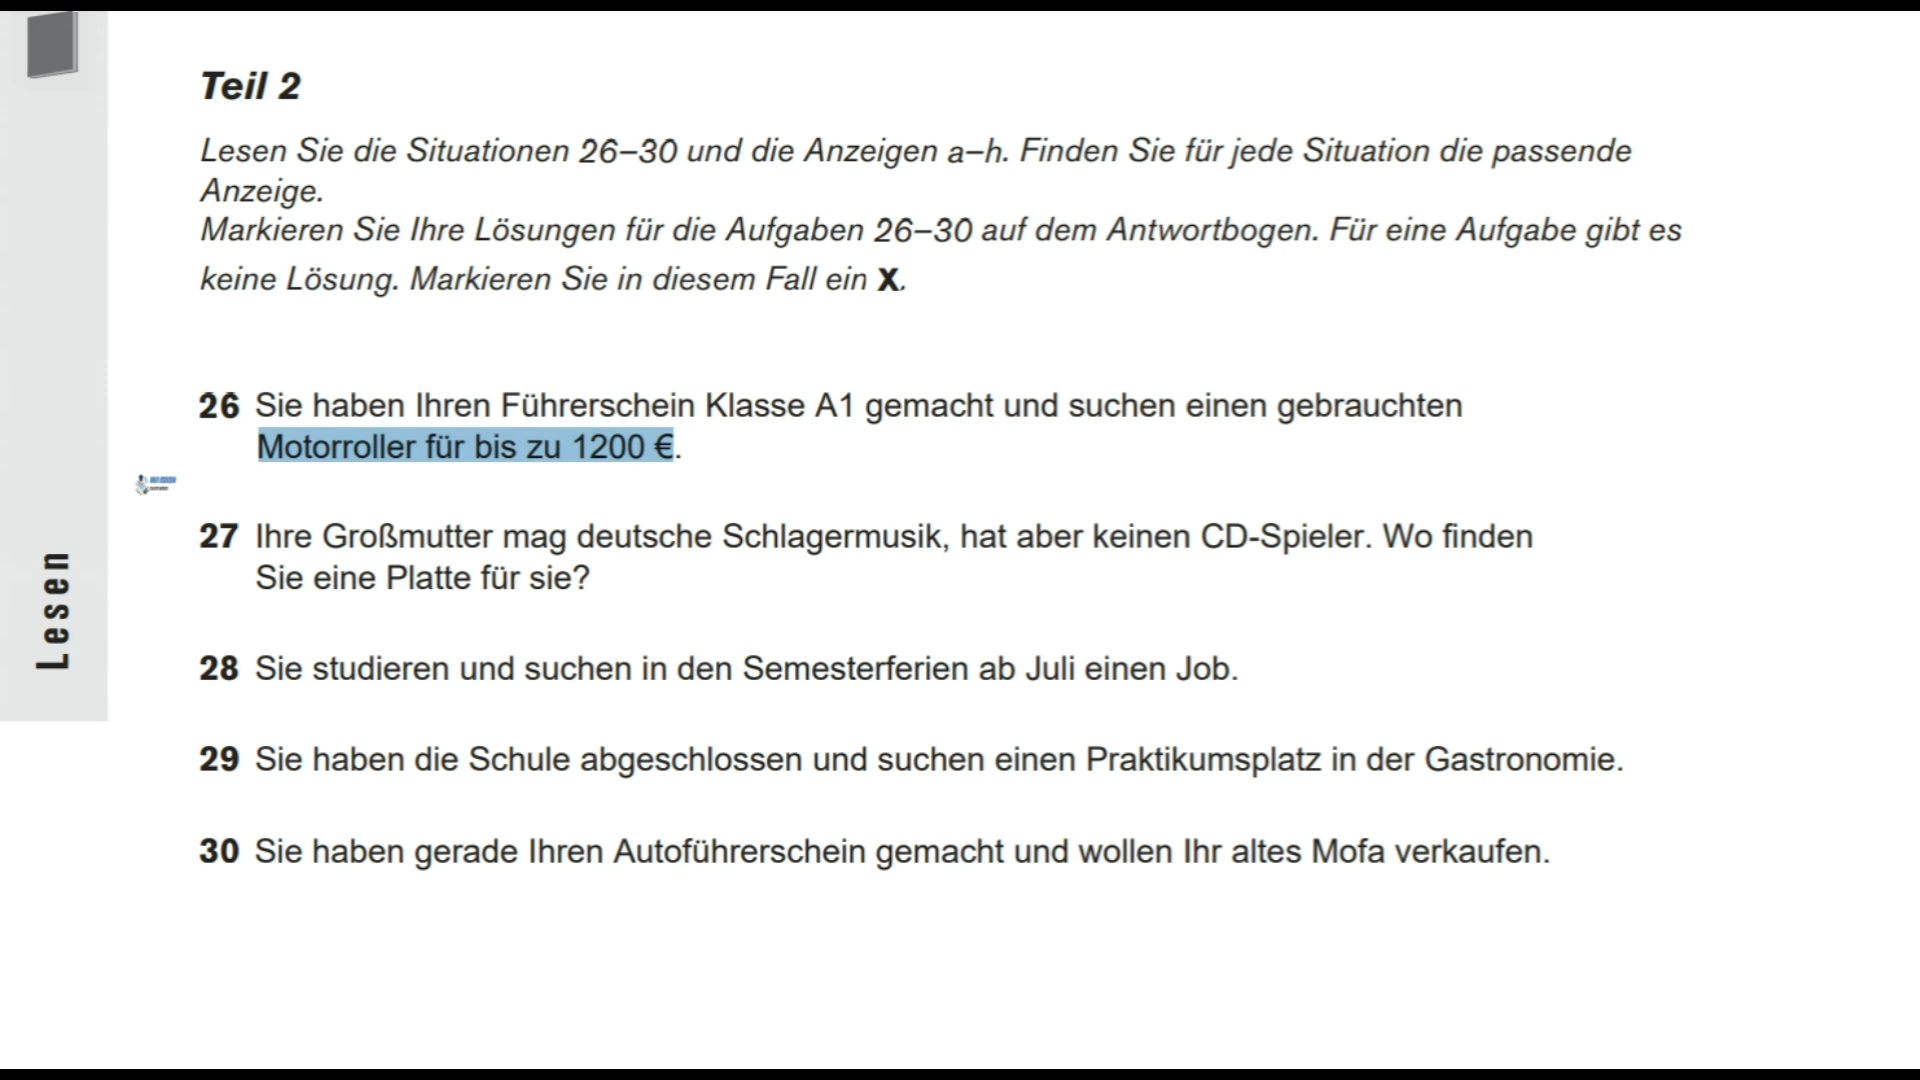 Teil 2
Lesen Sie die Situationen 26–30 und die Anzeigen a–h. Finden Sie für jede Situation die passende
Anzeige.
Markieren Sie Ihre Lösungen für die Aufgaben 26–30 auf dem Antwortbogen. Für eine Aufgabe gibt es
keine Lösung. Markieren Sie in diesem Fall ein X.
26 Sie haben Ihren Führerschein Klasse A1 gemacht und suchen einen gebrauchten
Motorroller für bis zu 1200 €.
27 Ihre Großmutter mag deutsche Schlagermusik, hat aber keinen CD-Spieler. Wo finden
Sie eine Platte für sie?
28 Sie studieren und suchen in den Semesterferien ab Juli einen Job.
29 Sie haben die Schule abgeschlossen und suchen einen Praktikumsplatz in der Gastronomie.
30 Sie haben gerade Ihren Autoführerschein gemacht und wollen Ihr altes Mofa verkaufen.
Lesen